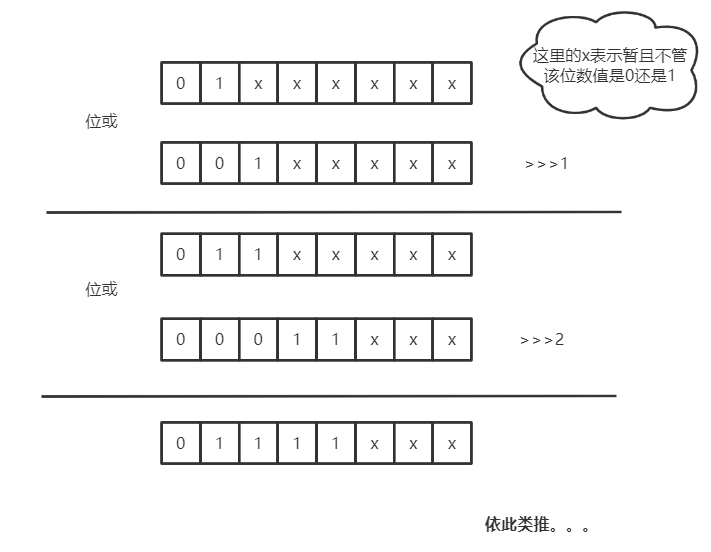 这里的x表示暂且不管
该位数值是0还是1
0 1 x x x x x x
位或
0 0 1 x x x x x >>>1
0 1 1 x x x x x
位或
0 0 0 1 1 x x x >>>2
0 1 1 1 1 x x x
依此类推。。。